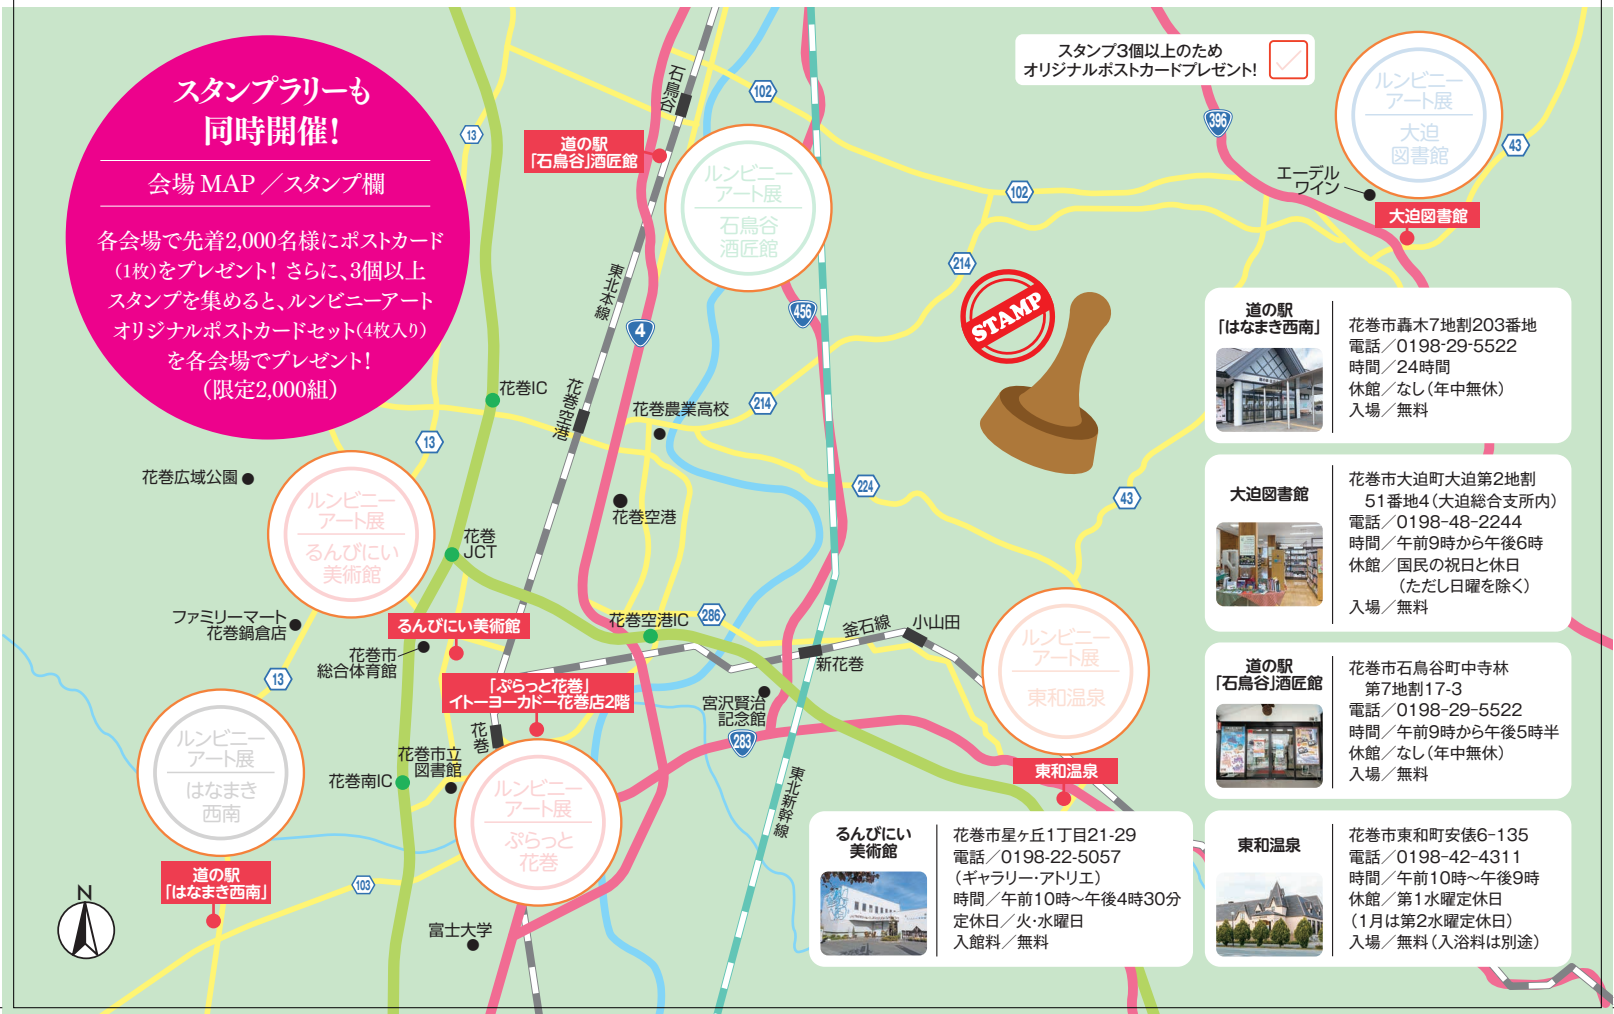 スタンプラリーも
同時開催！
会場 MAP ／スタンプ欄
各会場で先着2,000名様にポストカード
（1枚）をプレゼント！ さらに、3個以上
スタンプを集めると、ルンビニーアート
オリジナルポストカードセット（4枚入り）
を各会場でプレゼント！
（限定2,000組）
スタンプ3個以上のため
オリジナルポストカードプレゼント！
石鳥谷
102
13
道の駅
「石鳥谷」酒匠館
ルンビニー
アート展
石鳥谷
酒匠館
396
ルンビニー
アート展
大迫
図書館
43
エーデル
ワイン
大迫図書館
102
214
STAMP
東北本線
4
456
花巻IC
花巻空港
花巻農業高校
214
13
花巻広域公園
ルンビニー
アート展
るんびにい
美術館
花巻空港
224
43
花巻
JCT
ファミリーマート
花巻鍋倉店
るんびにい美術館
花巻市
総合体育館
花巻空港IC
286
釜石線
小山田
新花巻
ルンビニー
アート展
東和温泉
13
「ぷらっと花巻」
イトーヨーカドー花巻店2階
宮沢賢治
記念館
283
花巻
ルンビニー
アート展
はなまき
西南
花巻市立
図書館
花巻南IC
ルンビニー
アート展
ぷらっと
花巻
東北新幹線
東和温泉
道の駅
「はなまき西南」
103
富士大学
N
道の駅
「はなまき西南」
花巻市轟木7地割203番地
電話／0198-29-5522
時間／24時間
休館／なし（年中無休）
入場／無料
大迫図書館
花巻市大迫町大迫第2地割
51番地4（大迫総合支所内）
電話／0198-48-2244
時間／午前9時から午後6時
休館／国民の祝日と休日
（ただし日曜を除く）
入場／無料
道の駅
「石鳥谷」酒匠館
花巻市石鳥谷町中寺林
第7地割17-3
電話／0198-29-5522
時間／午前9時から午後5時半
休館／なし（年中無休）
入場／無料
るんびにい
美術館
花巻市星ヶ丘1丁目21-29
電話／0198-22-5057
（ギャラリー・アトリエ）
時間／午前10時～午後4時30分
定休日／火・水曜日
入館料／無料
東和温泉
花巻市東和町安俵6-135
電話／0198-42-4311
時間／午前10時～午後9時
休館／第1水曜定休日
（1月は第2水曜定休日）
入場／無料（入浴料は別途）